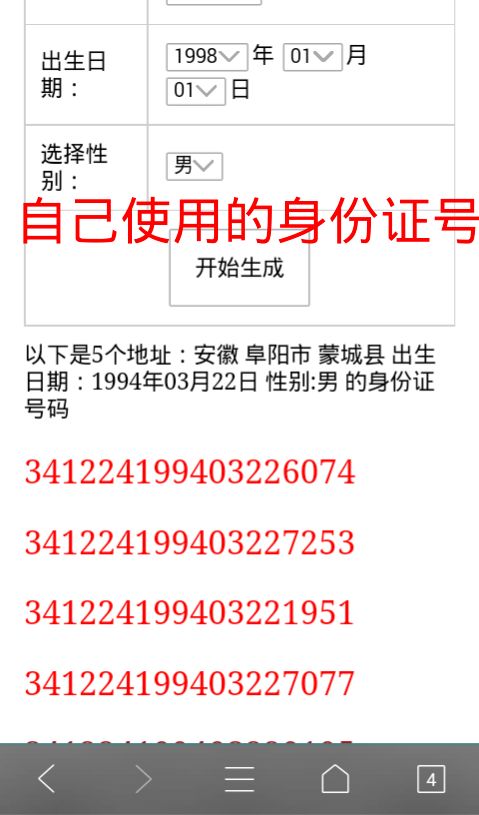 出生日期：
1998 年 01 月
01 日
选择性别：
男
自己使用的身份证号
开始生成
以下是5个地址：安徽 阜阳市 蒙城县 出生
日期：1994年03月22日 性别:男 的身份证
号码
341224199403226074
341224199403227253
341224199403221951
341224199403227077
4